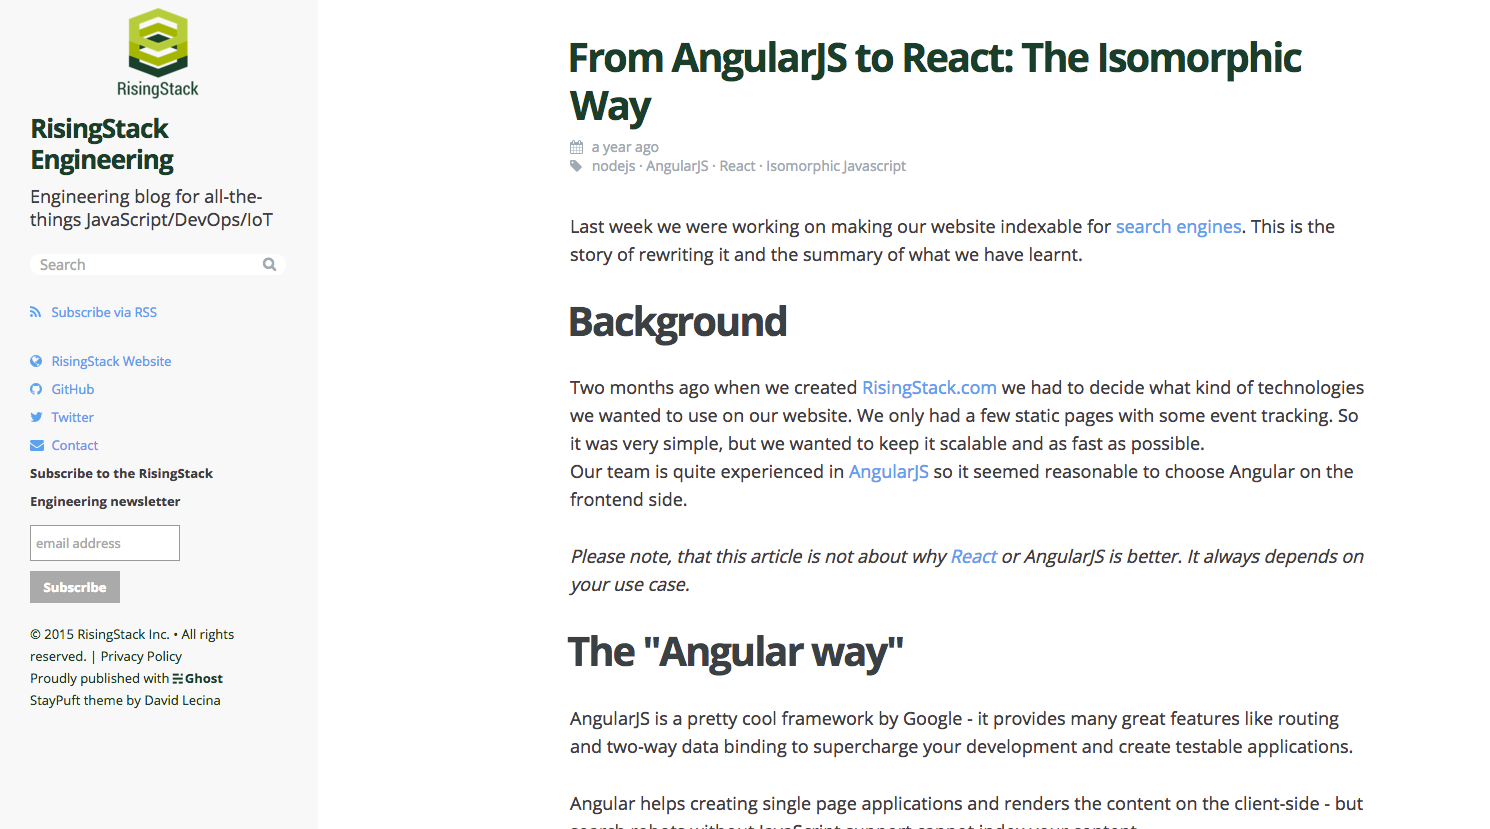 RisingStack
RisingStack
Engineering
Engineering blog for all-the-
things JavaScript/DevOps/IoT
Search
Subscribe via RSS
RisingStack Website
GitHub
Twitter
Contact
Subscribe to the RisingStack
Engineering newsletter
email address
Subscribe
© 2015 RisingStack Inc. • All rights
reserved. | Privacy Policy
Proudly published with Ghost
StayPuft theme by David Lecina
From AngularJS to React: The Isomorphic
Way
a year ago
nodejs · AngularJS · React · Isomorphic Javascript
Last week we were working on making our website indexable for search engines. This is the
story of rewriting it and the summary of what we have learnt.
Background
Two months ago when we created RisingStack.com we had to decide what kind of technologies
we wanted to use on our website. We only had a few static pages with some event tracking. So
it was very simple, but we wanted to keep it scalable and as fast as possible.
Our team is quite experienced in AngularJS so it seemed reasonable to choose Angular on the
frontend side.
Please note, that this article is not about why React or AngularJS is better. It always depends on
your use case.
The "Angular way"
AngularJS is a pretty cool framework by Google - it provides many great features like routing
and two-way data binding to supercharge your development and create testable applications.
Angular helps creating single page applications and renders the content on the client-side - but
search robots without JavaScript support cannot index your content.